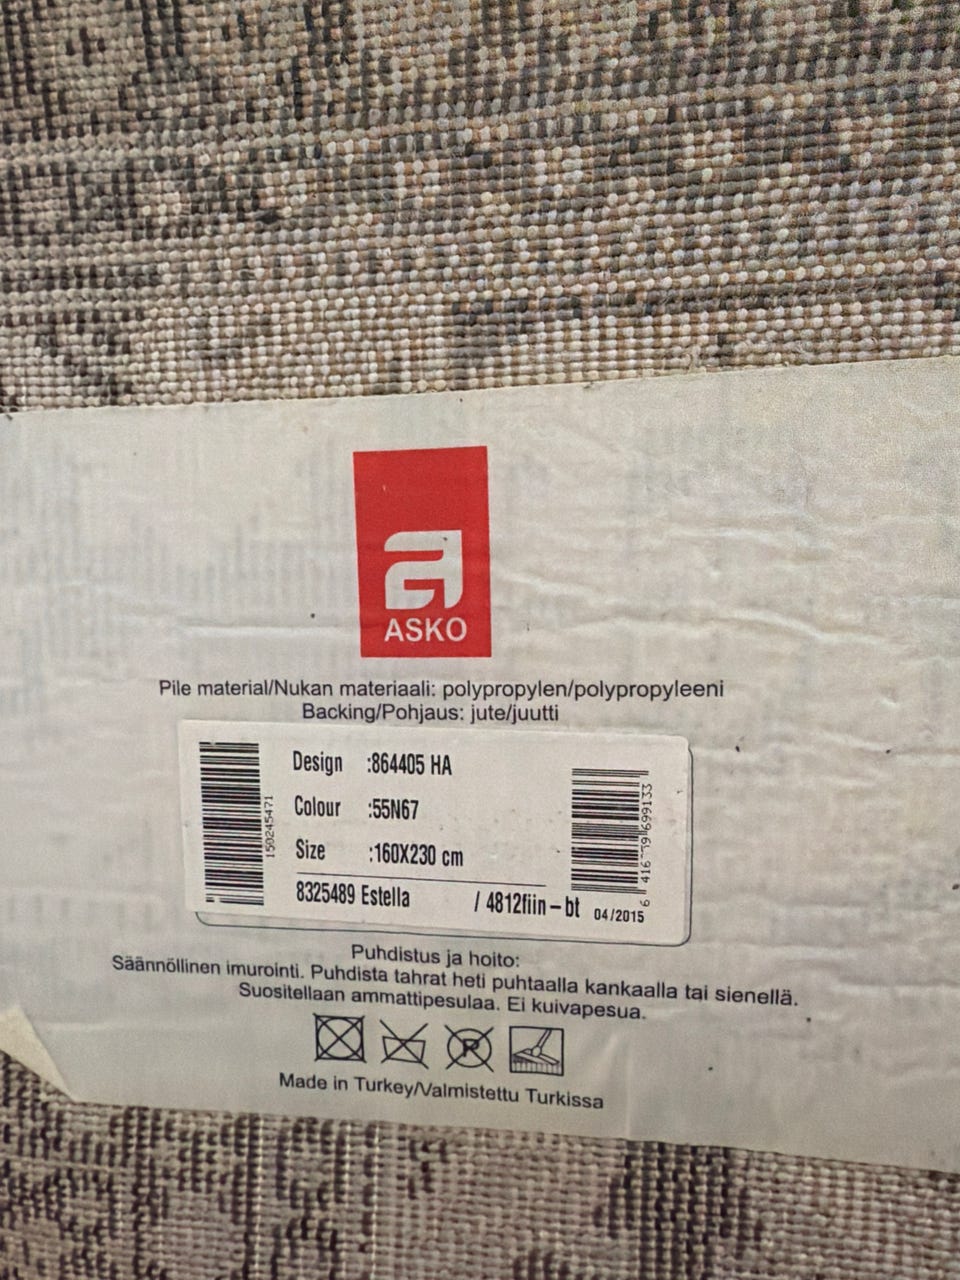 a
ASKO
Pile material/Nukan materiaali: polypropylen/polypropyleeni
Backing/Pohjaus: jute/juutti
Design :864405 HA
Colour :55N67
Size :160X230 cm
8325489 Estella / 4812fiin-bt 04/2015
150245471
Puhdistus ja hoito:
Säännöllinen imurointi. Puhdista tahrat heti puhtaalla kankaalla tai sienellä.
Suositellaan ammattipesulaa. Ei kuivapesua.
P
Made in Turkey/Valmistettu Turkissa